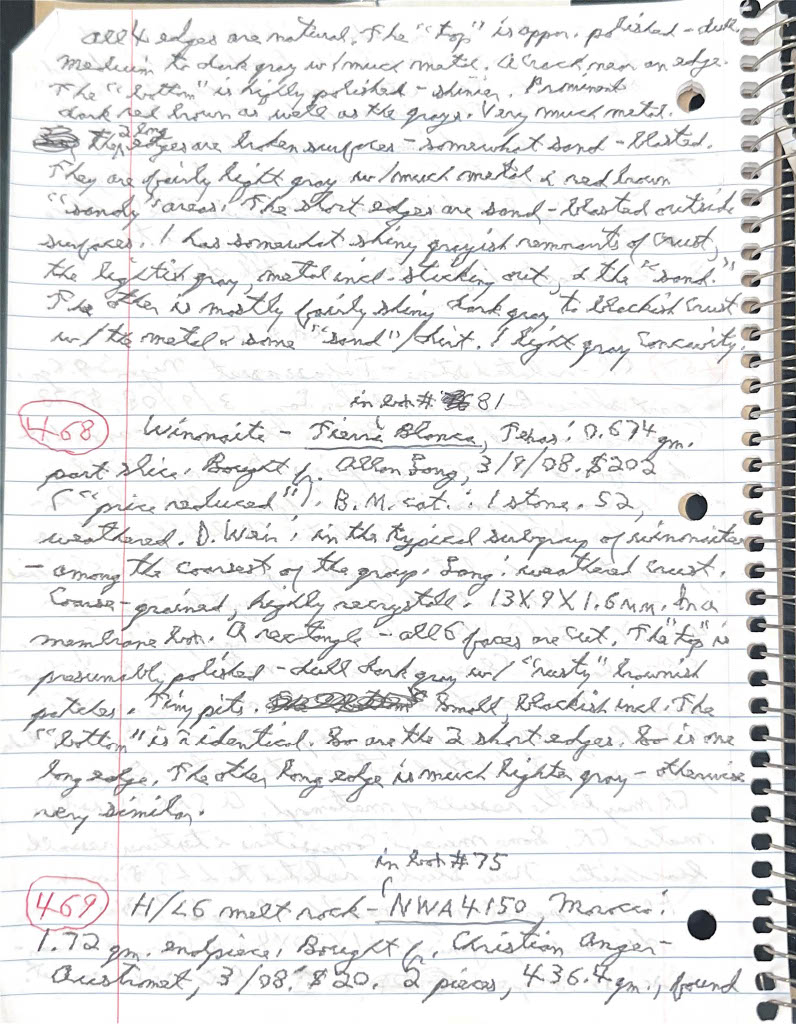 all 4 edges are natural. The "top" is appar. polished - dull.
medium to dark gray w/ much metal. A crack near an edge.
The "bottom" is highly polished - shinier. Prominent
dark red brown as well as the grays. Very much metal.
the 2 long edges are broken surfaces - somewhat sand-blasted.
They are fairly light gray w/ much metal & red brown
"sandy" areas. The short edges are sand-blasted outside
surfaces. 1 has somewhat shiny grayish remnants of crust,
the lightish gray, metal incl. sticking out, & the "sand."
The other is mostly fairly shiny dark gray to blackish crust
w/ the metal & some "sand"/dirt. 1 light gray concavity.
in box # 81
468 Winonaite - Tierra Blanca, Texas: 0.674 gm.
part slice. Bought fr. Allan Lang, 3/9/08. $202
("price reduced"). B.M. cat.: 1 stone. S2,
weathered. D. Weir: in the typical subgroup of winonaites
- among the coarsest of the group. Lang: weathered crust.
Coarse-grained, highly recrystall. 13X9X1.6 mm. In a
membrane box. A rectangle - all 6 faces are cut. The "top" is
presumably polished - dull dark gray w/ "rusty" brownish
patches. Tiny pits. Small, blackish incl. The
"bottom" is ≈ identical. So are the 2 short edges. So is one
long edge. The other long edge is much lighter gray - otherwise
very similar.
in box #75
469 H/L6 melt rock - NWA 4150, Morocco:
1.72 gm. endpiece. Bought fr. Christian Anger-
Austromet, 3/08. $20. 2 pieces, 436.4 gm., found